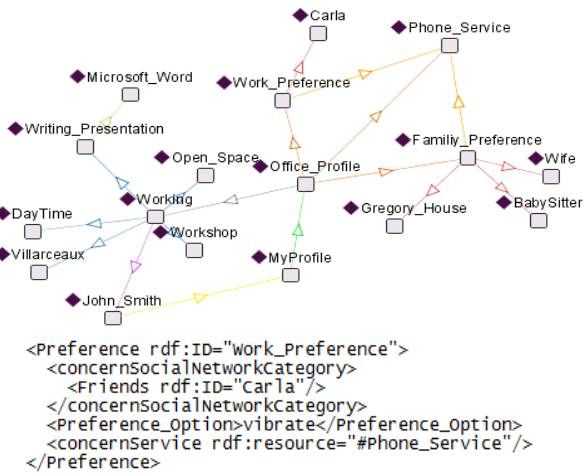 Carla
Phone_Service
Microsoft_Word
Work_Preference
Writing_Presentation
Familiy_Preference
Open_Space
Office_Profile
Wife
Working
Gregory_House
BabySitter
DayTime
Workshop
Villarceaux
MyProfile
John_Smith
<Preference rdf:ID="Work_Preference">
<concernSocialNetworkCategory>
<Friends rdf:ID="Carla"/>
</concernSocialNetworkCategory>
<Preference_Option>vibrate</Preference_Option>
<concernService rdf:resource="#Phone_Service"/>
</Preference>